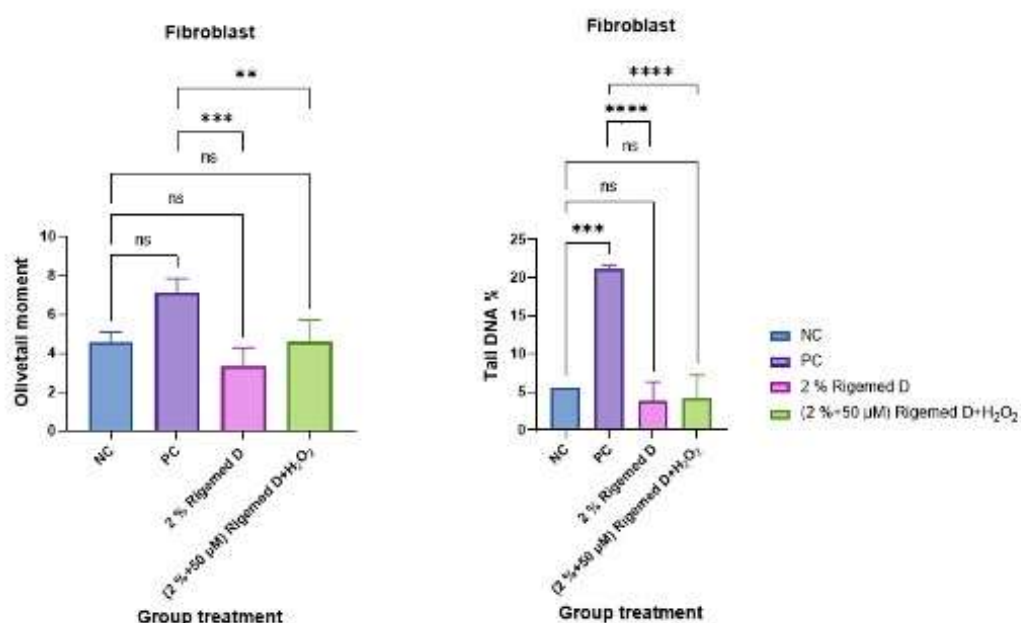 Fibroblast
**
***
ns
ns
ns
10
8
6
4
2
0
Olivetail moment
NC
PC
2 % Rigemed D
(2 %+50 µM) Rigemed D+H₂O₂
Group treatment
Fibroblast
****
****
ns
ns
***
25
20
15
10
5
0
Tail DNA %
NC
PC
2 % Rigemed D
(2 %+50 µM) Rigemed D+H₂O₂
Group treatment
NC
PC
2 % Rigemed D
(2 %+50 µM) Rigemed D+H₂O₂